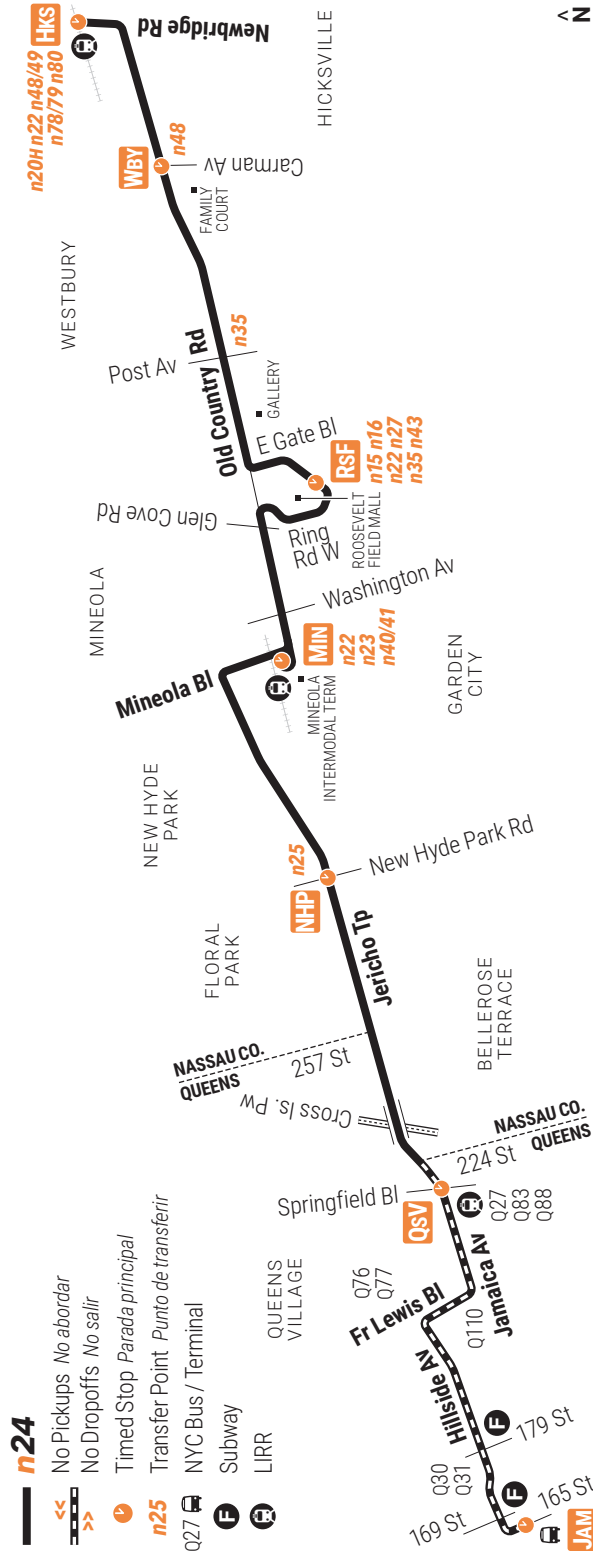 n24
<< No Pickups No abordar
>> No Dropoffs No salir
Timed Stop Parada principal
n25 Transfer Point Punto de transferir
Q27 NYC Bus / Terminal
F Subway
LIRR
JAM
165 St
169 St
F
179 St
F
Q30
Q31
Hillside Av
Fr Lewis Bl
Q110
Jamaica Av
Q76
Q77
QUEENS
VILLAGE
QSV
Springfield Bl
Q27
Q83
Q88
224 St
NASSAU CO.
QUEENS
Cross Is. Pw
257 St
NASSAU CO.
QUEENS
BELLEROSE
TERRACE
FLORAL
PARK
Jericho Tp
NHP
n25
New Hyde Park Rd
NEW HYDE
PARK
Mineola Bl
MINEOLA
INTERMODAL TERM
MIN
n22
n23
n40/41
GARDEN
CITY
MINEOLA
Washington Av
Glen Cove Rd
Ring
Rd W
ROOSEVELT
FIELD MALL
RSF
n15 n16
n22 n27
n35 n43
E Gate Bl
GALLERY
Old Country Rd
Post Av
n35
WESTBURY
FAMILY
COURT
WBY
n48
Carman Av
HKS
n20H n22 n48/49
n78/79 n80
Newbridge Rd
HICKSVILLE
N
>